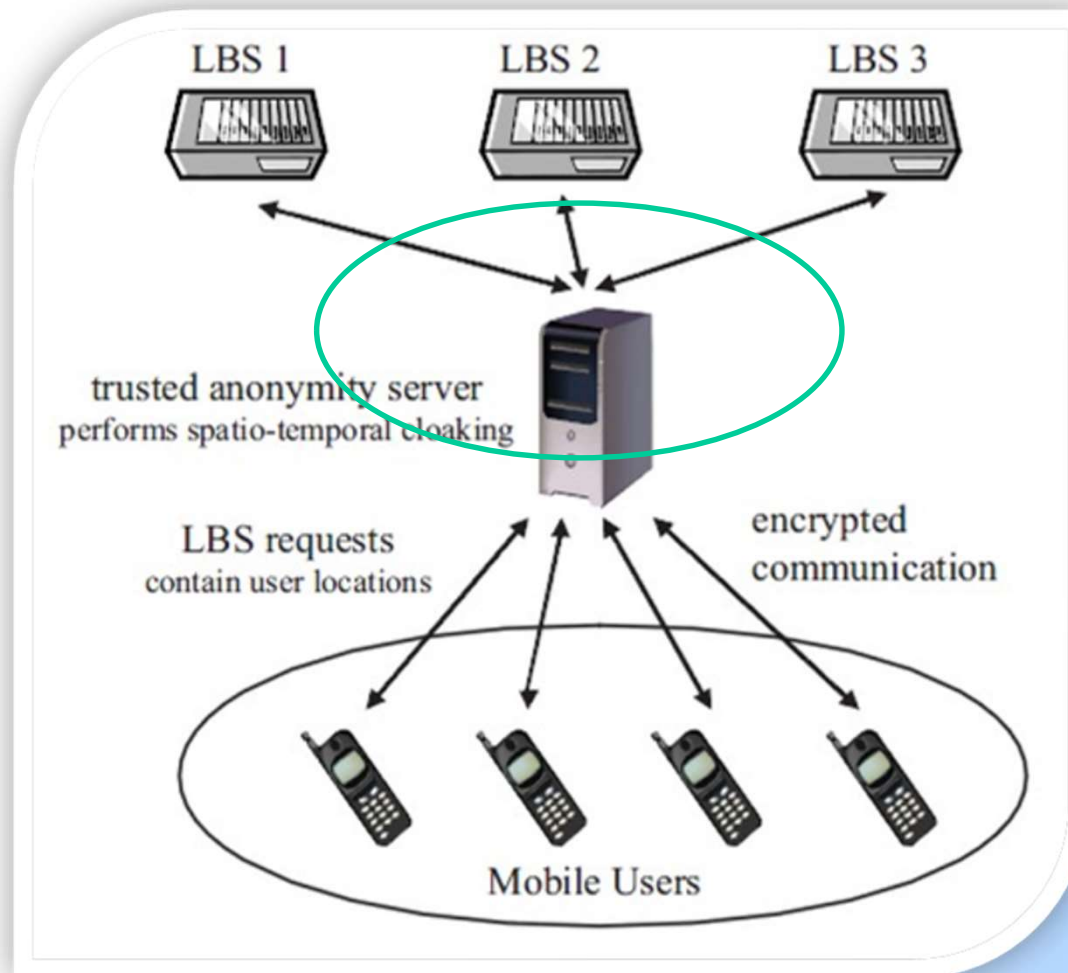 LBS 1
LBS 2
LBS 3
trusted anonymity server
performs spatio-temporal cloaking
LBS requests
contain user locations
encrypted
communication
Mobile Users